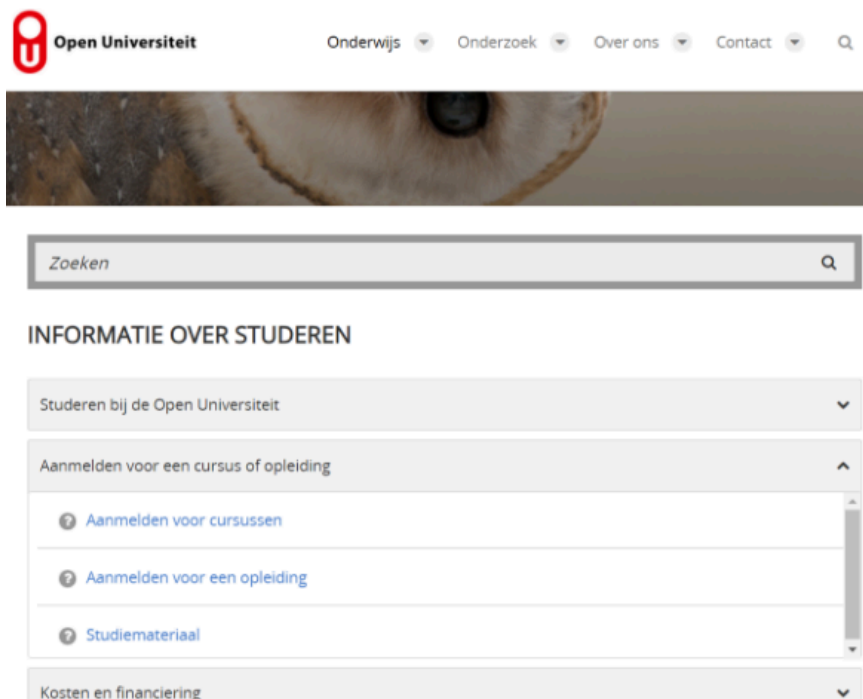 Open Universiteit Onderwijs Onderzoek Over ons Contact
Zoeken
INFORMATIE OVER STUDEREN
Studeren bij de Open Universiteit
Aanmelden voor een cursus of opleiding
Aanmelden voor cursussen
Aanmelden voor een opleiding
Studiemateriaal
Kosten en financiering